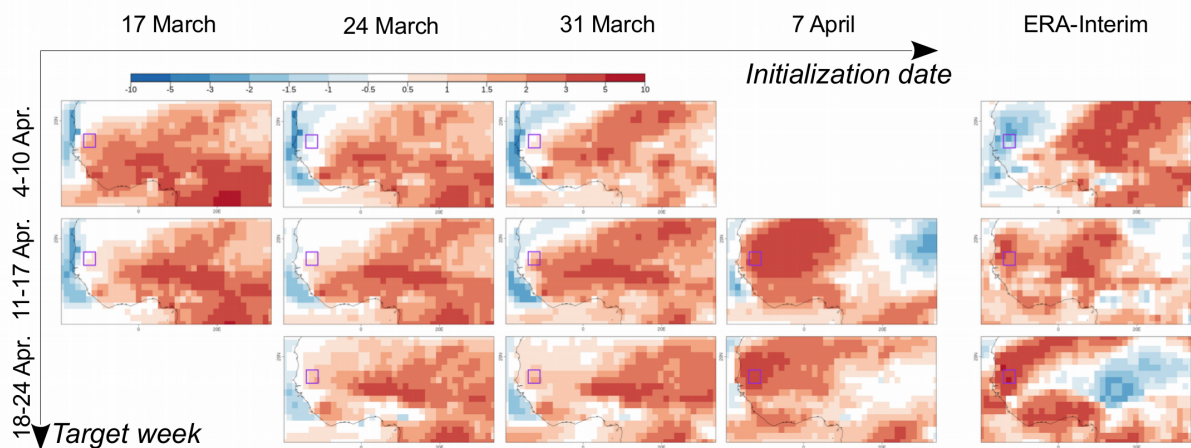 17 March 24 March 31 March 7 April ERA-Interim
Initialization date
-10 -5 -3 -2 -1.5 -1 -0.5 0.5 1 1.5 2 3 5 10
4-10 Apr.
11-17 Apr.
18-24 Apr.
Target week